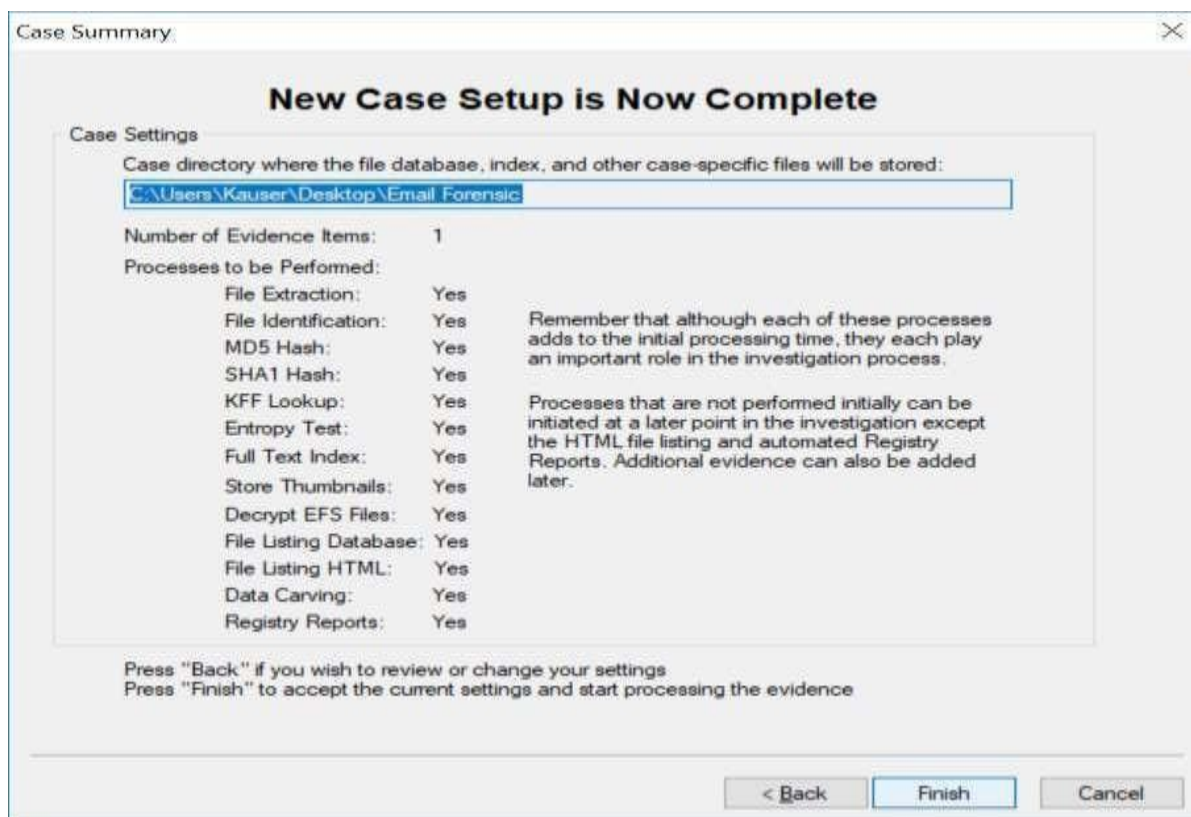 Case Summary
New Case Setup is Now Complete
Case Settings
Case directory where the file database, index, and other case-specific files will be stored:
C:\Users\Kauser\Desktop\Email Forensic
Number of Evidence Items: 1
Processes to be Performed:
File Extraction: Yes
File Identification: Yes
MD5 Hash: Yes
SHA1 Hash: Yes
KFF Lookup: Yes
Entropy Test: Yes
Full Text Index: Yes
Store Thumbnails: Yes
Decrypt EFS Files: Yes
File Listing Database: Yes
File Listing HTML: Yes
Data Carving: Yes
Registry Reports: Yes
Remember that although each of these processes
adds to the initial processing time, they each play
an important role in the investigation process.
Processes that are not performed initially can be
initiated at a later point in the investigation except
the HTML file listing and automated Registry
Reports. Additional evidence can also be added
later.
Press "Back" if you wish to review or change your settings
Press "Finish" to accept the current settings and start processing the evidence
< Back
Finish
Cancel